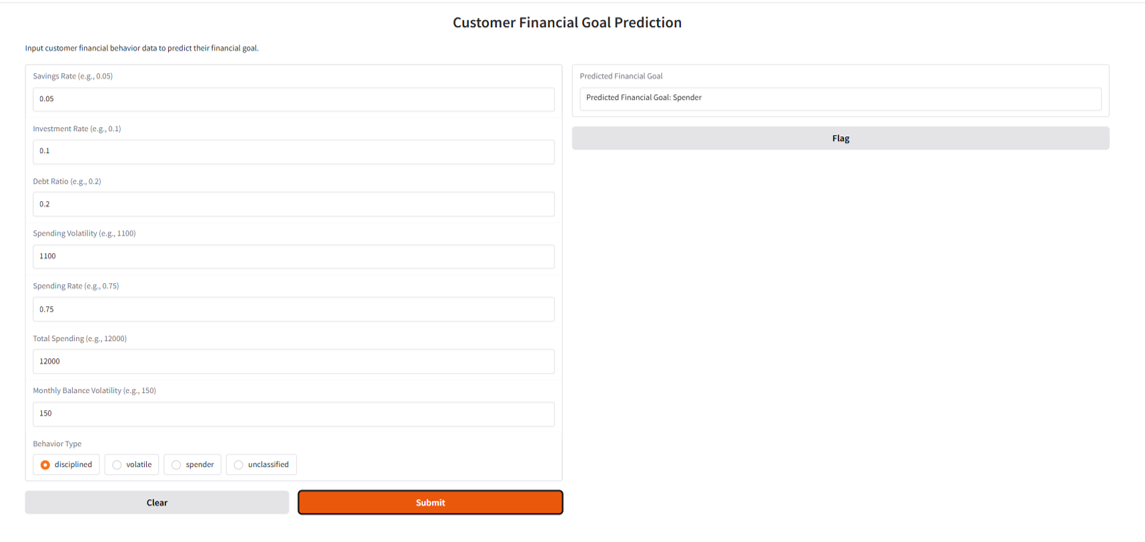 Customer Financial Goal Prediction
Input customer financial behavior data to predict their financial goal.
Savings Rate (e.g., 0.05)
0.05
Investment Rate (e.g., 0.1)
0.1
Debt Ratio (e.g., 0.2)
0.2
Spending Volatility (e.g., 1100)
1100
Spending Rate (e.g., 0.75)
0.75
Total Spending (e.g., 12000)
12000
Monthly Balance Volatility (e.g., 150)
150
Behavior Type
disciplined volatile spender unclassified
Clear Submit
Predicted Financial Goal
Predicted Financial Goal: Spender
Flag